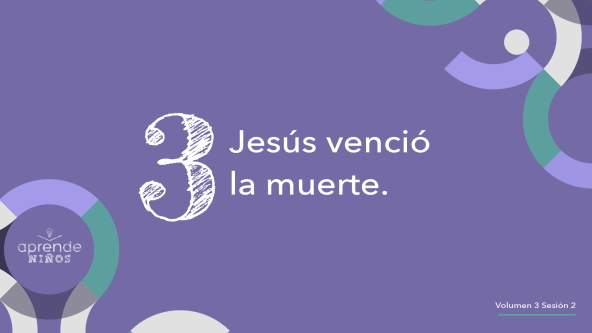 3
Jesús venció
la muerte.
aprende
NIÑOS
Volumen 3 Sesión 2